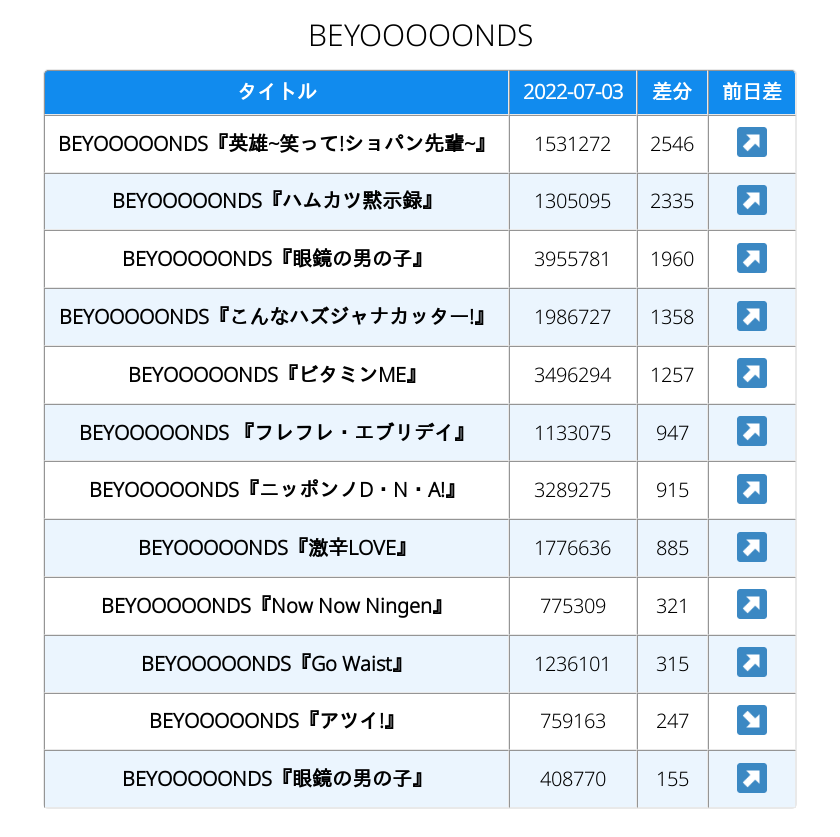 BEYOOOOONDS
タイトル 2022-07-03 差分 前日差
BEYOOOOONDS『英雄~笑って!ショパン先輩~』 1531272 2546 ↗
BEYOOOOONDS『ハムカツ黙示録』 1305095 2335 ↗
BEYOOOOONDS『眼鏡の男の子』 3955781 1960 ↗
BEYOOOOONDS『こんなハズジャナカッター!』 1986727 1358 ↗
BEYOOOOONDS『ビタミンME』 3496294 1257 ↗
BEYOOOOONDS 『フレフレ・エブリデイ』 1133075 947 ↗
BEYOOOOONDS『ニッポンノD・N・A!』 3289275 915 ↗
BEYOOOOONDS『激辛LOVE』 1776636 885 ↗
BEYOOOOONDS『Now Now Ningen』 775309 321 ↗
BEYOOOOONDS『Go Waist』 1236101 315 ↗
BEYOOOOONDS『アツイ!』 759163 247 ↘
BEYOOOOONDS『眼鏡の男の子』 408770 155 ↗